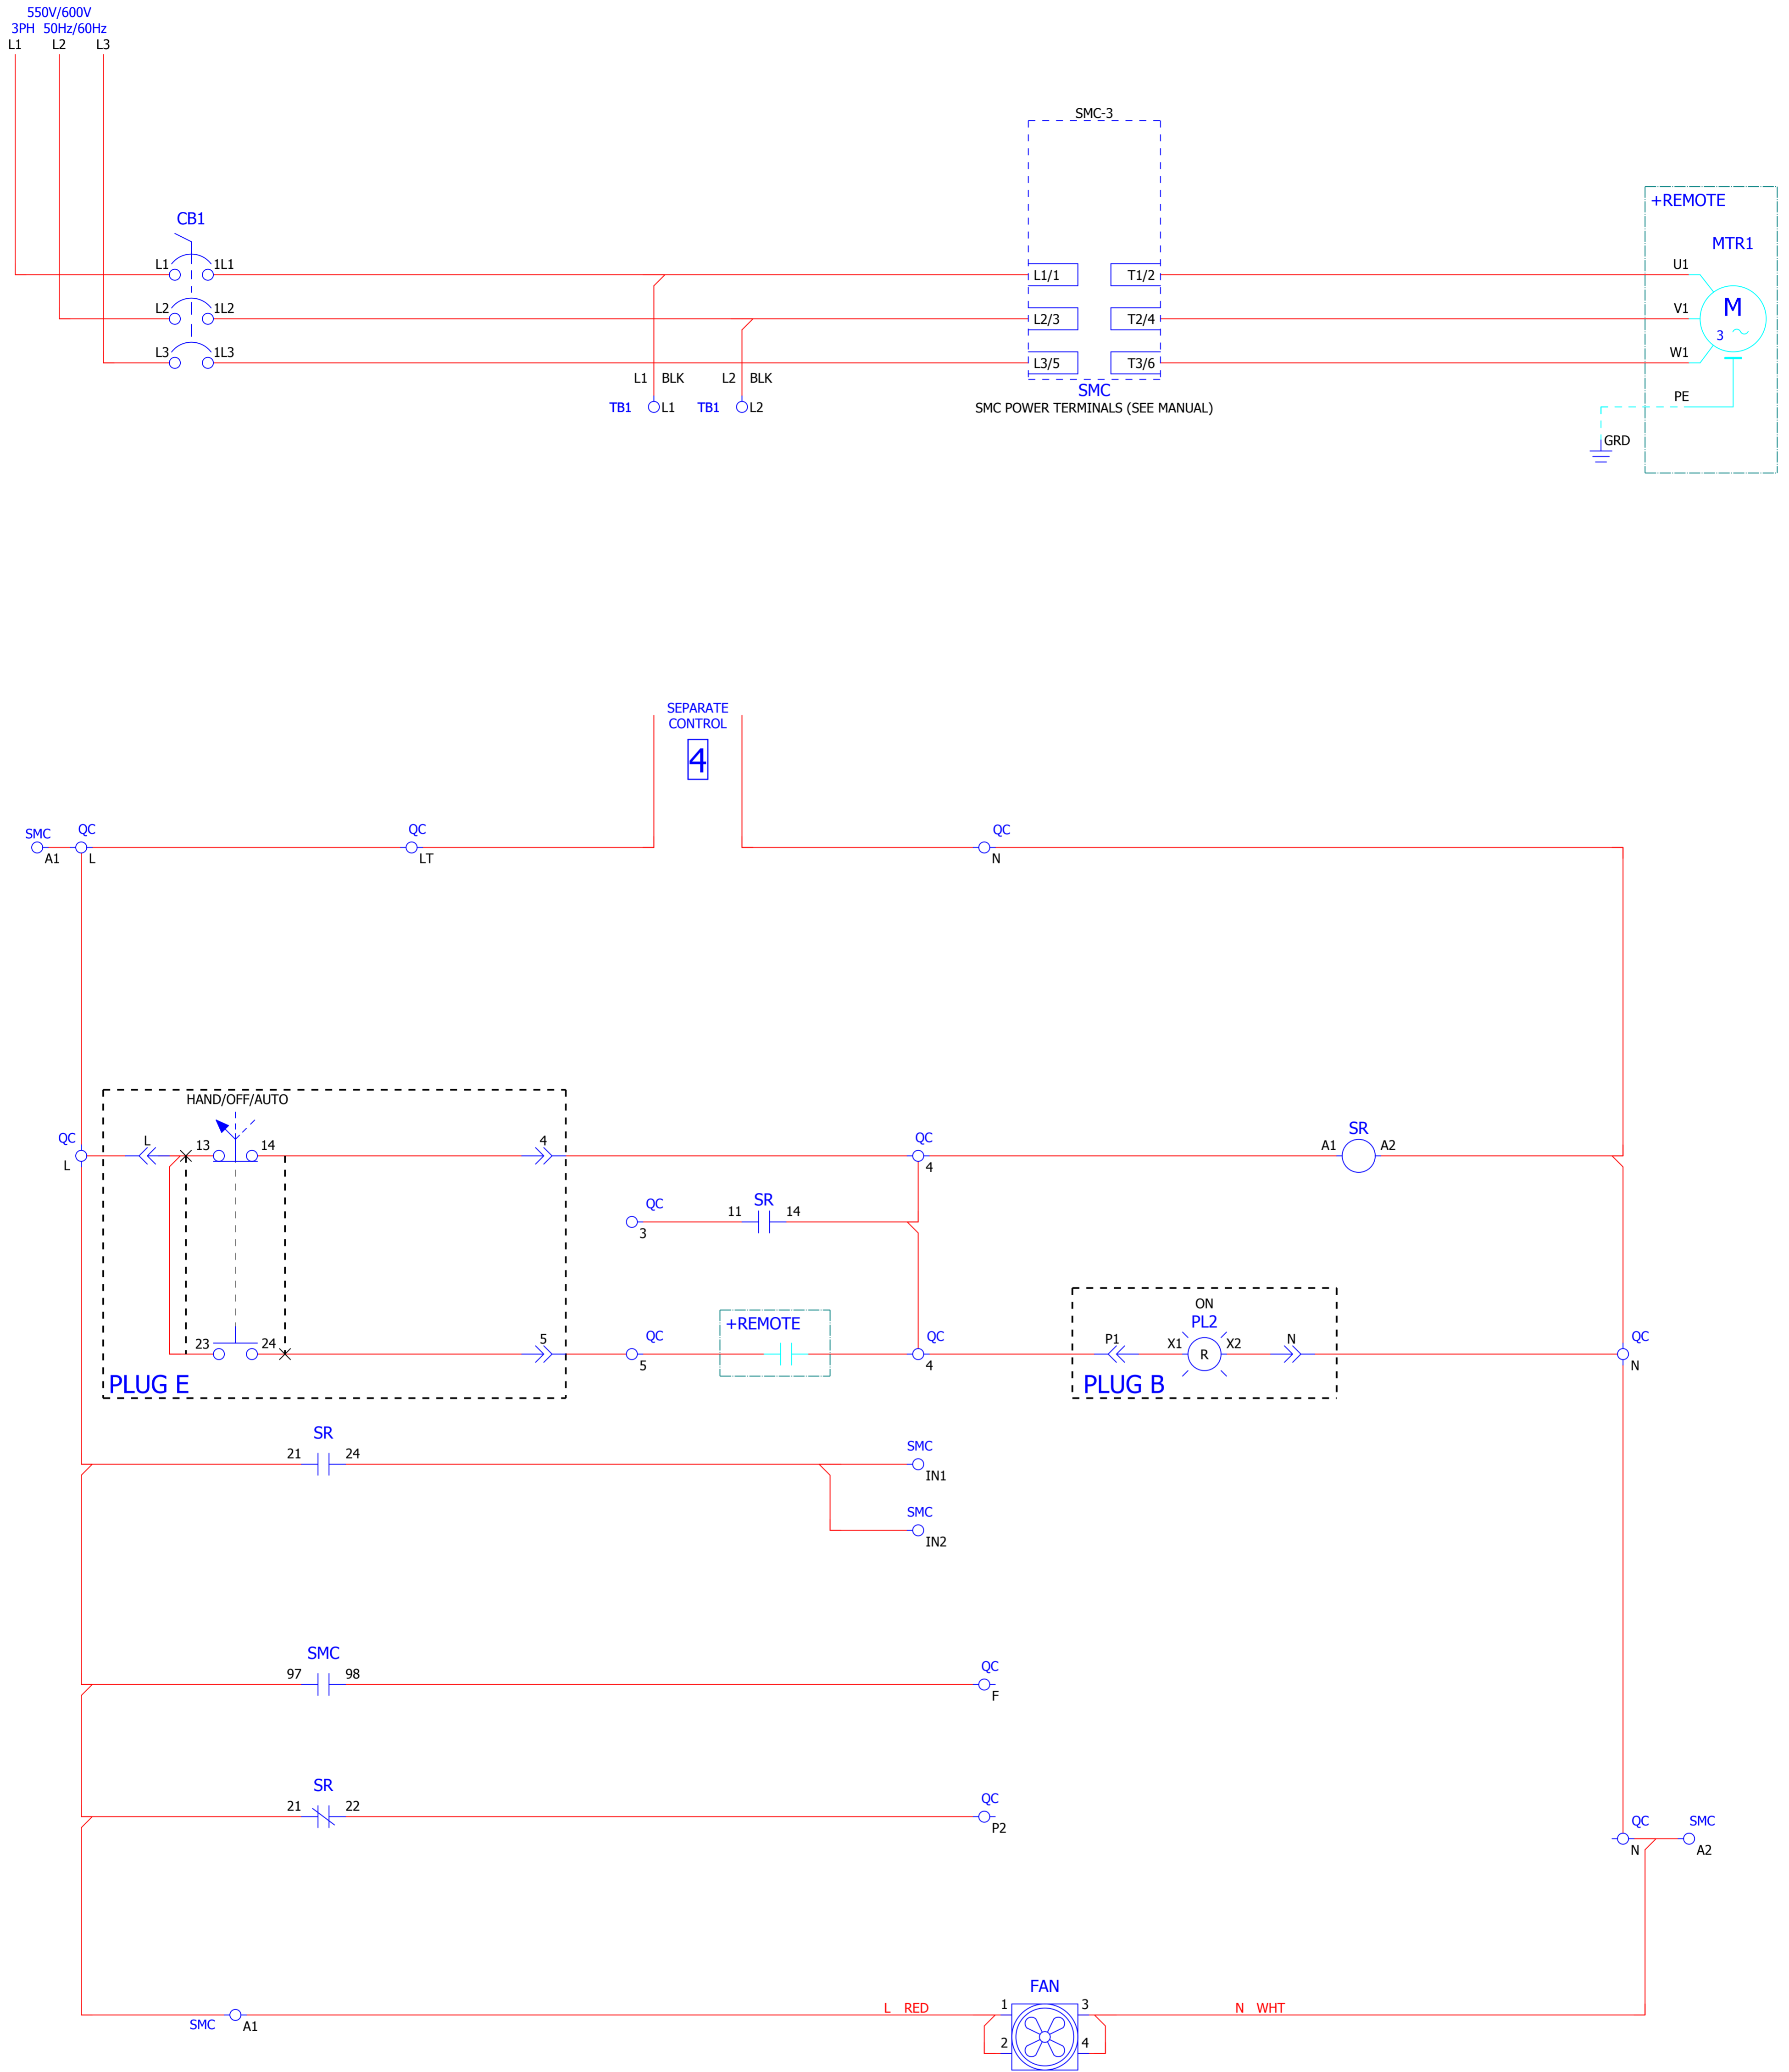 550V/600V
3PH 50Hz/60Hz
L1 L2 L3
SMC-3
+REMOTE
MTR1
CB1
L1 1L1
L1/1 T1/2
U1
L2 1L2
L2/3 T2/4
V1
M
3
L3 1L3
L3/5 T3/6
W1
L1 BLK L2 BLK
SMC
TB1 L1 TB1 L2
SMC POWER TERMINALS (SEE MANUAL)
PE
GRD
SEPARATE
CONTROL
4
SMC QC QC QC
A1 L LT N
HAND/OFF/AUTO
QC L 13 14 4 QC A1 SR A2
L 4
QC SR
3 11 14
ON
+REMOTE
PL2
23 24 5 QC QC P1 X1 R X2 N QC
5 4 N
PLUG E
PLUG B
SR
21 24
SMC
IN1
SMC
IN2
SMC
97 98
QC
F
SR
21 22
QC
P2
QC SMC
N A2
FAN
L RED 1 3 N WHT
SMC A1
2 4